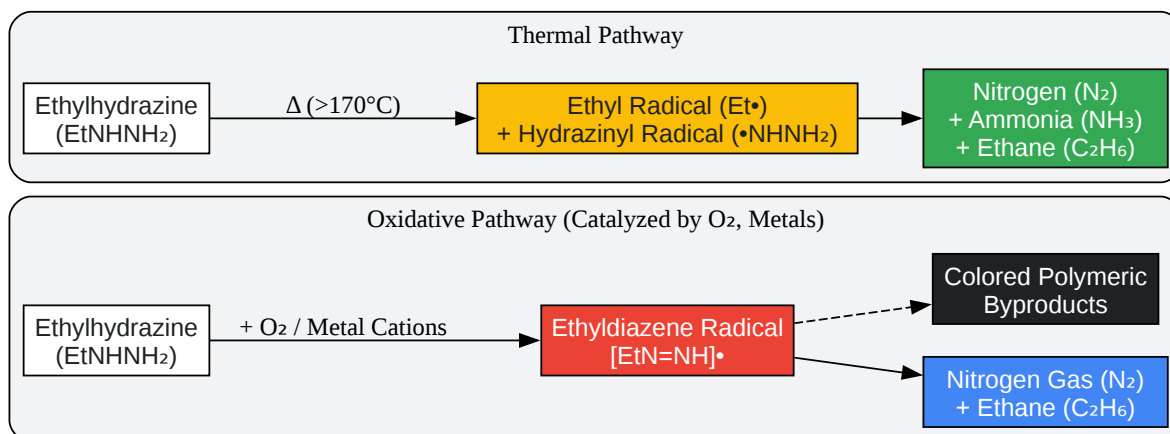 Thermal Pathway
Ethylhydrazine
(EtNHNH₂)
Δ (>170°C)
Ethyl Radical (Et•)
+ Hydrazinyl Radical (•NHNH₂)
Nitrogen (N₂)
+ Ammonia (NH₃)
+ Ethane (C₂H₆)
Oxidative Pathway (Catalyzed by O₂, Metals)
Ethylhydrazine
(EtNHNH₂)
+ O₂ / Metal Cations
Ethyldiazene Radical
[EtN=NH]•
Colored Polymeric
Byproducts
Nitrogen Gas (N₂)
+ Ethane (C₂H₆)